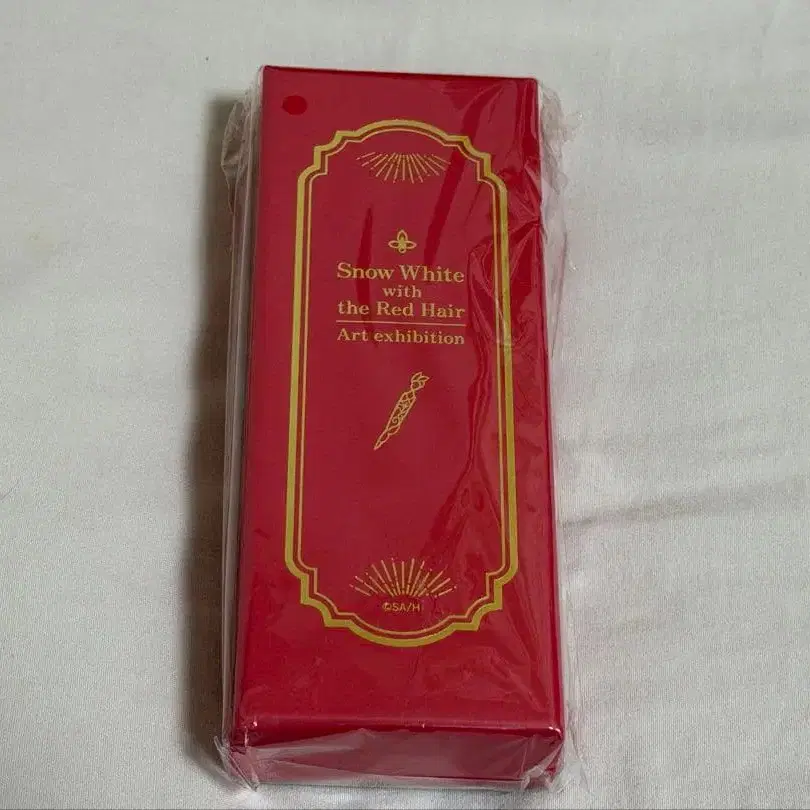 Snow White
with
the Red Hair
Art exhibition
©SA/H